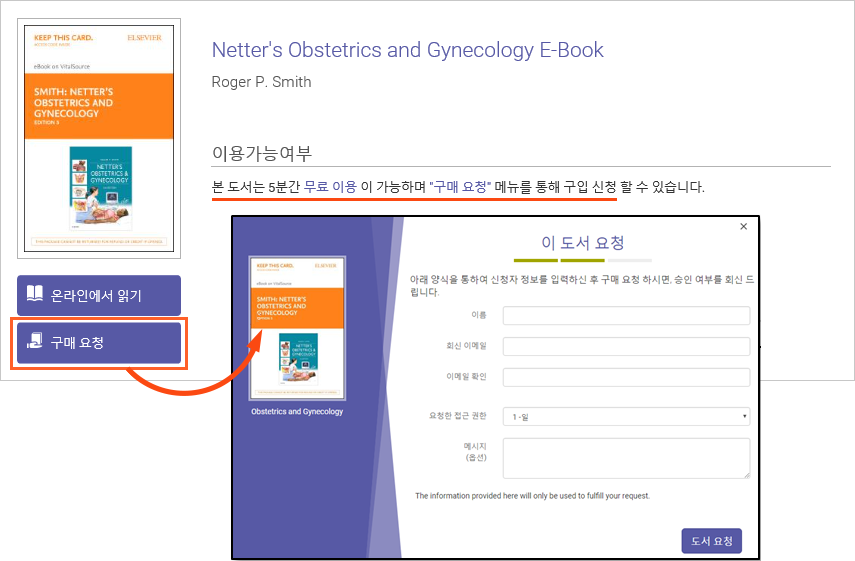 KEEP THIS CARD.
ELSEVIER
eBook on VitalSource
SMITH: NETTER'S
OBSTETRICS AND
GYNECOLOGY
EDITION 3
NETTER'S
OBSTETRICS &
GYNECOLOGY
Netter's Obstetrics and Gynecology E-Book
Roger P. Smith
이용가능여부
본 도서는 5분간 무료 이용 이 가능하며 "구매 요청" 메뉴를 통해 구입 신청 할 수 있습니다.
온라인에서 읽기
구매 요청
×
이 도서 요청
아래 양식을 통하여 신청자 정보를 입력하신 후 구매 요청 하시면, 승인 여부를 회신 드
립니다.
이름
회신 이메일
이메일 확인
요청한 접근 권한
1 -일
메시지
(옵션)
The information provided here will only be used to fulfill your request.
도서 요청
KEEP THIS CARD.
ELSEVIER
eBook on VitalSource
SMITH: NETTER'S
OBSTETRICS AND
GYNECOLOGY
EDITION 3
NETTER'S
OBSTETRICS &
GYNECOLOGY
Obstetrics and Gynecology